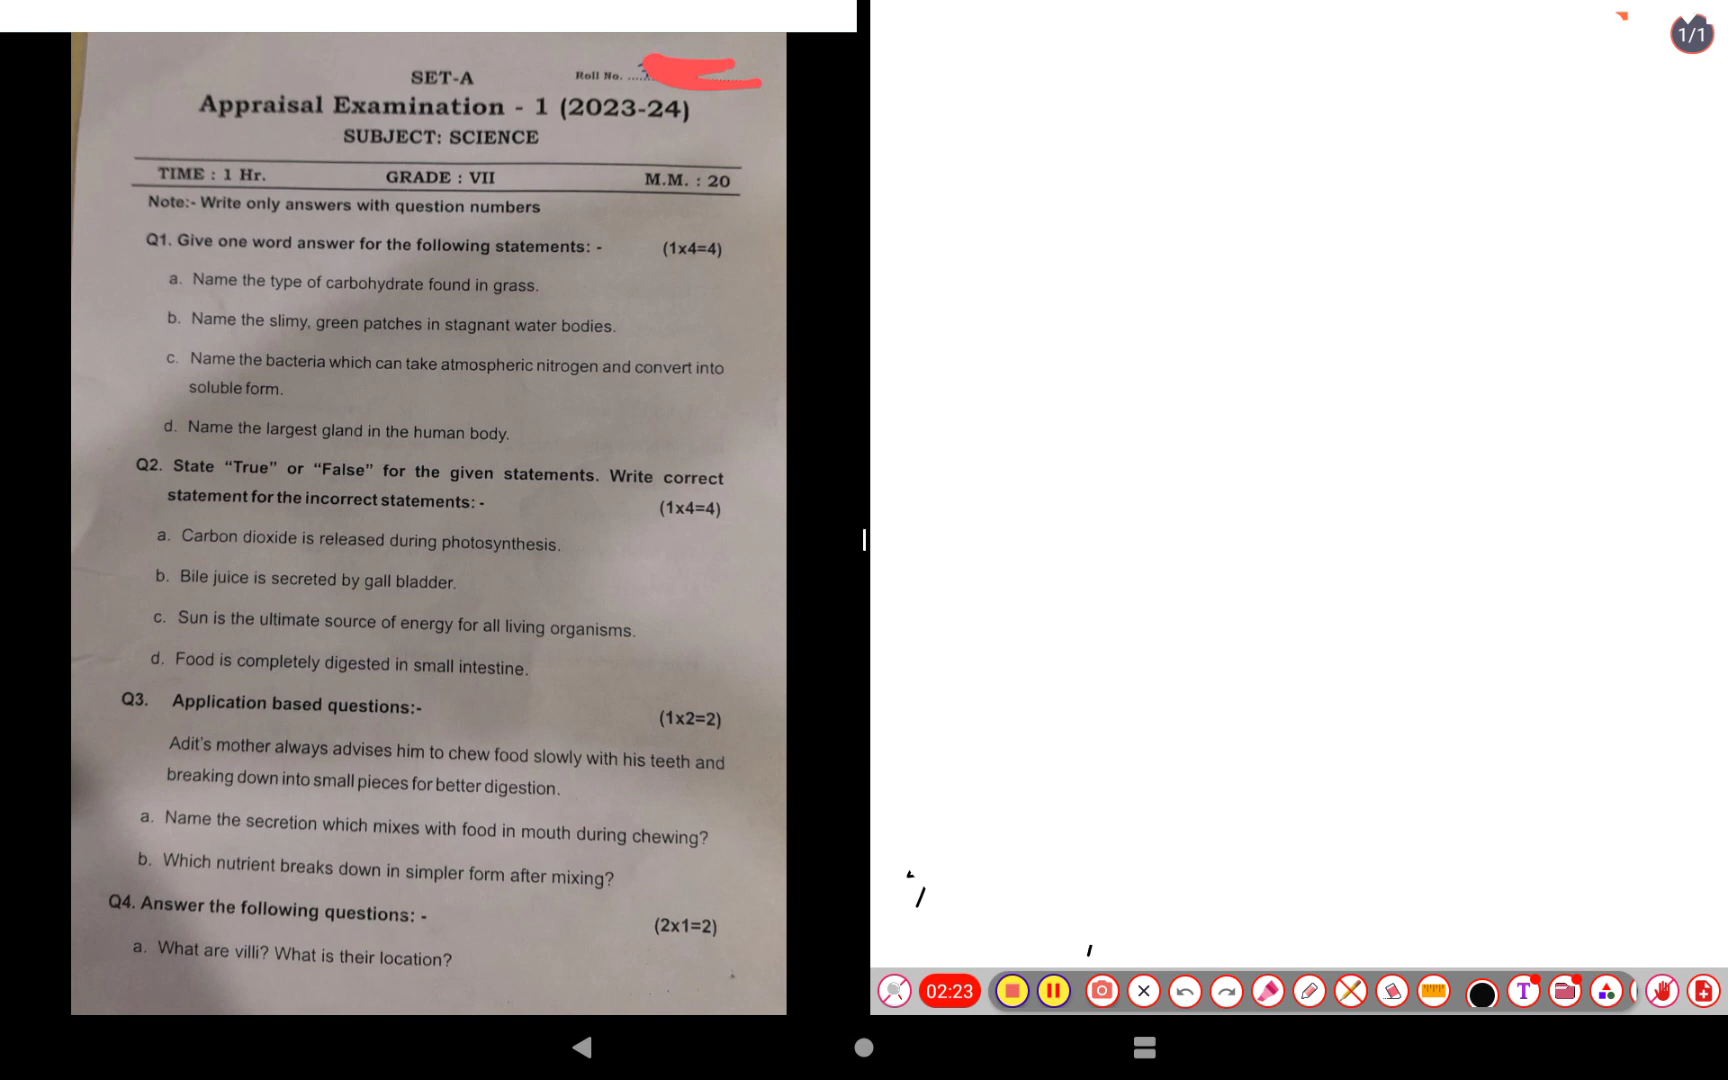 SET-A
Roll No. ....
Appraisal Examination - 1 (2023-24)
SUBJECT: SCIENCE
TIME : 1 Hr. GRADE : VII M.M. : 20
Note:- Write only answers with question numbers
Q1. Give one word answer for the following statements: - (1x4=4)
a. Name the type of carbohydrate found in grass.
b. Name the slimy, green patches in stagnant water bodies.
c. Name the bacteria which can take atmospheric nitrogen and convert into
soluble form.
d. Name the largest gland in the human body.
Q2. State “True” or “False” for the given statements. Write correct
statement for the incorrect statements: - (1x4=4)
a. Carbon dioxide is released during photosynthesis.
b. Bile juice is secreted by gall bladder.
c. Sun is the ultimate source of energy for all living organisms.
d. Food is completely digested in small intestine.
Q3. Application based questions:- (1x2=2)
Adit's mother always advises him to chew food slowly with his teeth and
breaking down into small pieces for better digestion.
a. Name the secretion which mixes with food in mouth during chewing?
b. Which nutrient breaks down in simpler form after mixing?
Q4. Answer the following questions: - (2x1=2)
a. What are villi? What is their location?
1/1
02:23
T